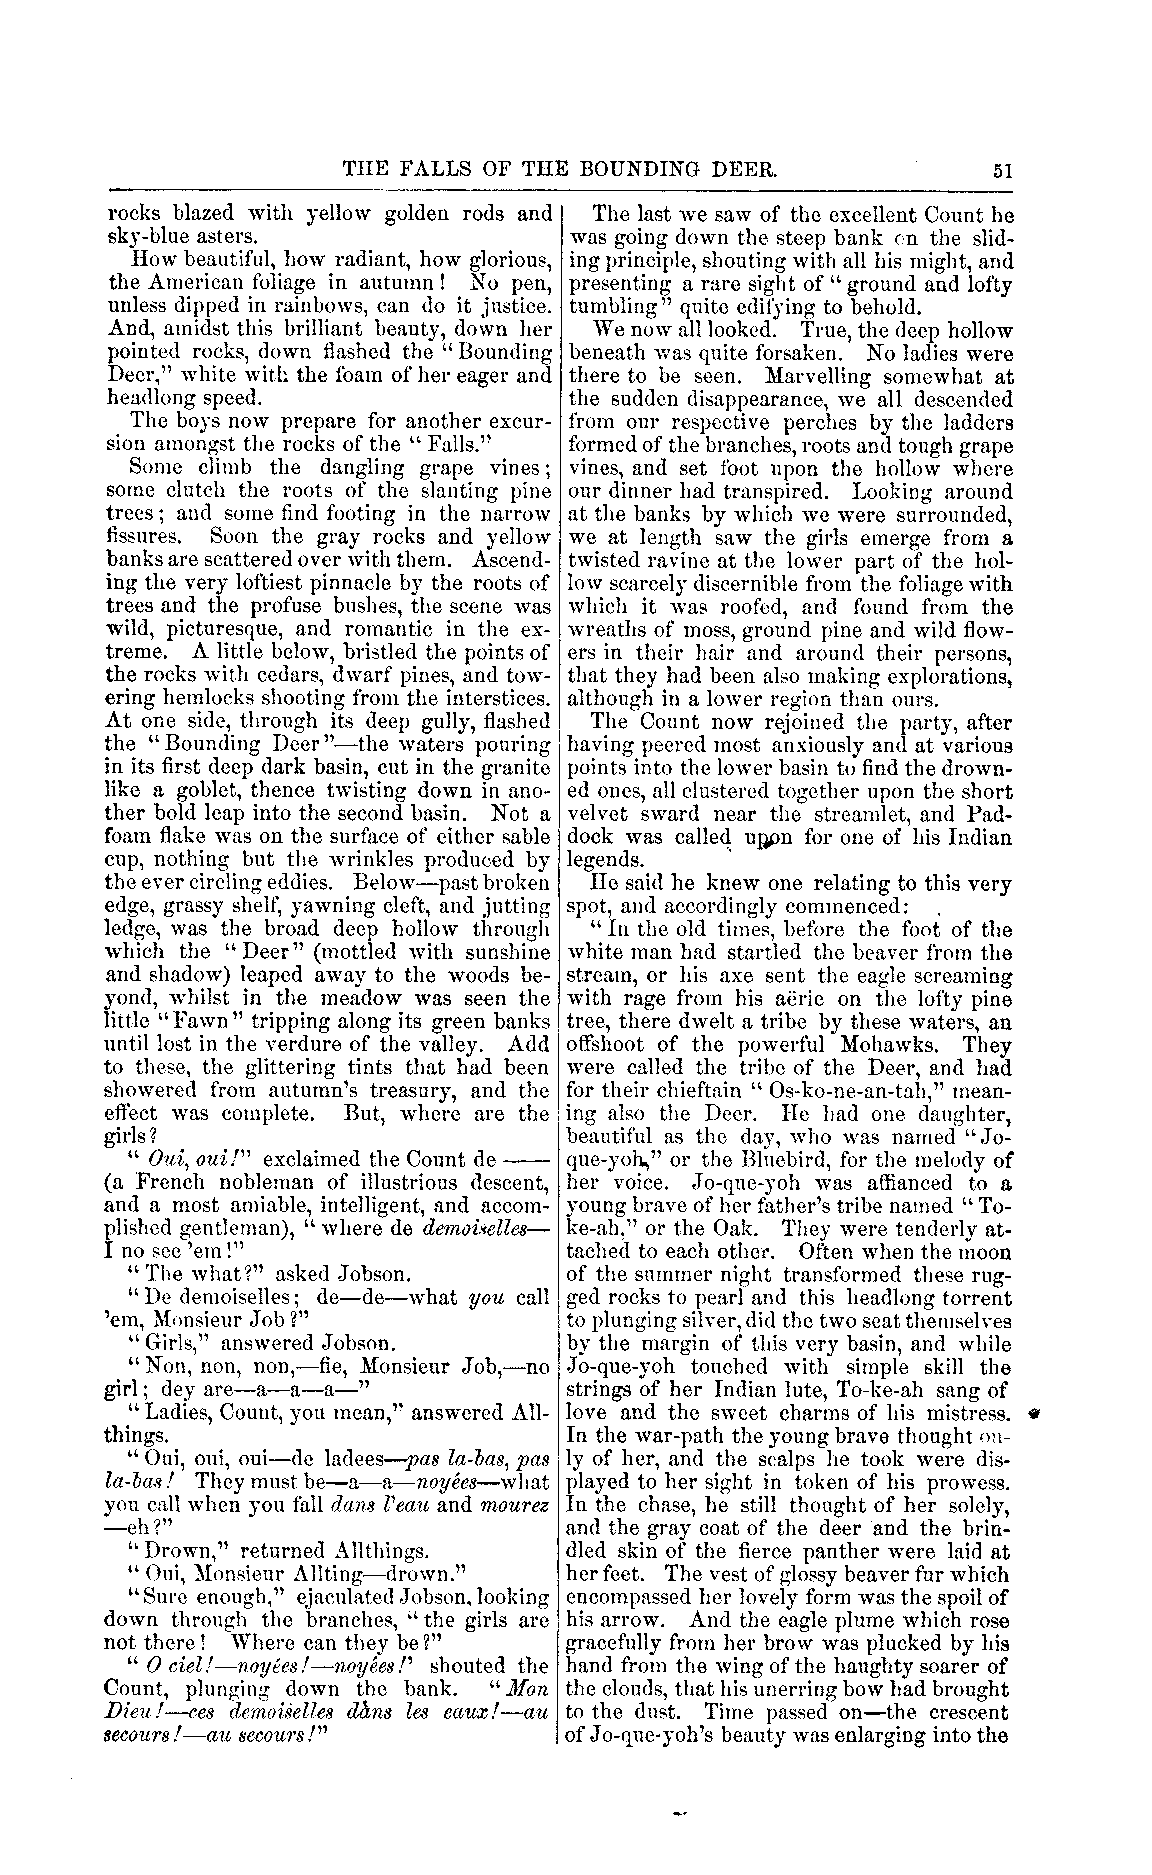 THE FALLS OF THE BOUNDING DEER. 51
rocks blazed with yellow golden rods and
sky-blue asters.
How beautiful, how radiant, how glorious,
the American foliage in autumn! No pen,
unless dipped in rainbows, can do it justice.
And, amidst this brilliant beauty, down her
pointed rocks, down flashed the “Bounding
Deer,” white with the foam of her eager and
headlong speed.
The boys now prepare for another excur-
sion amongst the rocks of the “Falls.”
Some climb the dangling grape vines;
some clutch the roots of the slanting pine
trees; and some find footing in the narrow
fissures. Soon the gray rocks and yellow
banks are scattered over with them. Ascend-
ing the very loftiest pinnacle by the roots of
trees and the profuse bushes, the scene was
wild, picturesque, and romantic in the ex-
treme. A little below, bristled the points of
the rocks with cedars, dwarf pines, and tow-
ering hemlocks shooting from the interstices.
At one side, through its deep gully, flashed
the “Bounding Deer”—the waters pouring
in its first deep dark basin, cut in the granite
like a goblet, thence twisting down in ano-
ther bold leap into the second basin. Not a
foam flake was on the surface of either sable
cup, nothing but the wrinkles produced by
the ever circling eddies. Below—past broken
edge, grassy shelf, yawning cleft, and jutting
ledge, was the broad deep hollow through
which the “Deer” (mottled with sunshine
and shadow) leaped away to the woods be-
yond, whilst in the meadow was seen the
little “Fawn” tripping along its green banks
until lost in the verdure of the valley. Add
to these, the glittering tints that had been
showered from autumn's treasury, and the
effect was complete. But, where are the
girls?
“Oui, oui!” exclaimed the Count de ——
(a French nobleman of illustrious descent,
and a most amiable, intelligent, and accom-
plished gentleman), “where de demoiselles—
I no see 'em!”
“The what?” asked Jobson.
“De demoiselles; de—de—what you call
'em, Monsieur Job?”
“Girls,” answered Jobson.
“Non, non, non,—fie, Monsieur Job,—no
girl; dey are—a—a—a—”
“Ladies, Count, you mean,” answered All-
things.
“Oui, oui, oui—de ladees—pas la-bas, pas
la-bas! They must be—a—a—noyées—what
you call when you fall dans l'eau and mourez
—eh?”
“Drown,” returned Allthings.
“Oui, Monsieur Allting—drown.”
“Sure enough,” ejaculated Jobson, looking
down through the branches, “the girls are
not there! Where can they be?”
“O ciel!—noyées!—noyées!” shouted the
Count, plunging down the bank. “Mon
Dieu!—ces demoiselles dàns les eaux!—au
secours!—au secours!”
The last we saw of the excellent Count he
was going down the steep bank on the slid-
ing principle, shouting with all his might, and
presenting a rare sight of “ground and lofty
tumbling” quite edifying to behold.
We now all looked. True, the deep hollow
beneath was quite forsaken. No ladies were
there to be seen. Marvelling somewhat at
the sudden disappearance, we all descended
from our respective perches by the ladders
formed of the branches, roots and tough grape
vines, and set foot upon the hollow where
our dinner had transpired. Looking around
at the banks by which we were surrounded,
we at length saw the girls emerge from a
twisted ravine at the lower part of the hol-
low scarcely discernible from the foliage with
which it was roofed, and found from the
wreaths of moss, ground pine and wild flow-
ers in their hair and around their persons,
that they had been also making explorations,
although in a lower region than ours.
The Count now rejoined the party, after
having peered most anxiously and at various
points into the lower basin to find the drown-
ed ones, all clustered together upon the short
velvet sward near the streamlet, and Pad-
dock was called upon for one of his Indian
legends.
He said he knew one relating to this very
spot, and accordingly commenced:
“In the old times, before the foot of the
white man had startled the beaver from the
stream, or his axe sent the eagle screaming
with rage from his aërie on the lofty pine
tree, there dwelt a tribe by these waters, an
offshoot of the powerful Mohawks. They
were called the tribe of the Deer, and had
for their chieftain “Os-ko-ne-an-tah,” mean-
ing also the Deer. He had one daughter,
beautiful as the day, who was named “Jo-
que-yoh,” or the Bluebird, for the melody of
her voice. Jo-que-yoh was affianced to a
young brave of her father's tribe named “To-
ke-ah,” or the Oak. They were tenderly at-
tached to each other. Often when the moon
of the summer night transformed these rug-
ged rocks to pearl and this headlong torrent
to plunging silver, did the two seat themselves
by the margin of this very basin, and while
Jo-que-yoh touched with simple skill the
strings of her Indian lute, To-ke-ah sang of
love and the sweet charms of his mistress.
In the war-path the young brave thought on-
ly of her, and the scalps he took were dis-
played to her sight in token of his prowess.
In the chase, he still thought of her solely,
and the gray coat of the deer and the brin-
dled skin of the fierce panther were laid at
her feet. The vest of glossy beaver fur which
encompassed her lovely form was the spoil of
his arrow. And the eagle plume which rose
gracefully from her brow was plucked by his
hand from the wing of the haughty soarer of
the clouds, that his unerring bow had brought
to the dust. Time passed on—the crescent
of Jo-que-yoh's beauty was enlarging into the